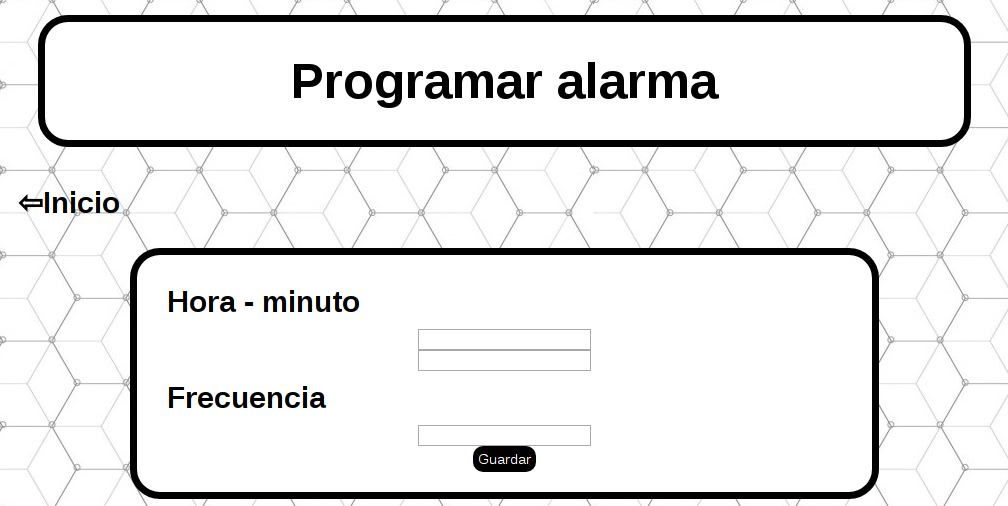 Programar alarma
⇦Inicio
Hora - minuto
Frecuencia
Guardar